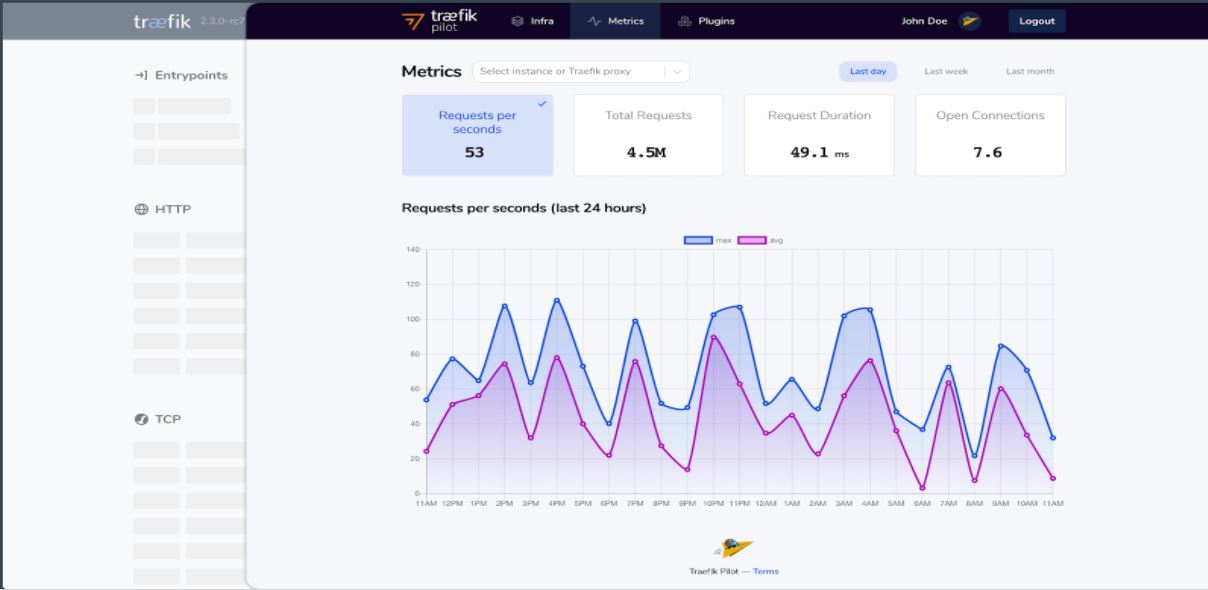 træfik 2.3.0-rc7
Entrypoints
HTTP
TCP
træfik
pilot
Infra
Metrics
Plugins
John Doe
Logout
Metrics
Select instance or Traefik proxy
Last day
Last week
Last month
Requests per
seconds
53
Total Requests
4.5M
Request Duration
49.1 ms
Open Connections
7.6
Requests per seconds (last 24 hours)
max
avg
140
120
100
80
60
40
20
0
11AM 12PM 1PM 2PM 3PM 4PM 5PM 6PM 7PM 8PM 9PM 10PM 11PM 12AM 1AM 2AM 3AM 4AM 5AM 6AM 7AM 8AM 9AM 10AM 11AM
Traefik Pilot — Terms